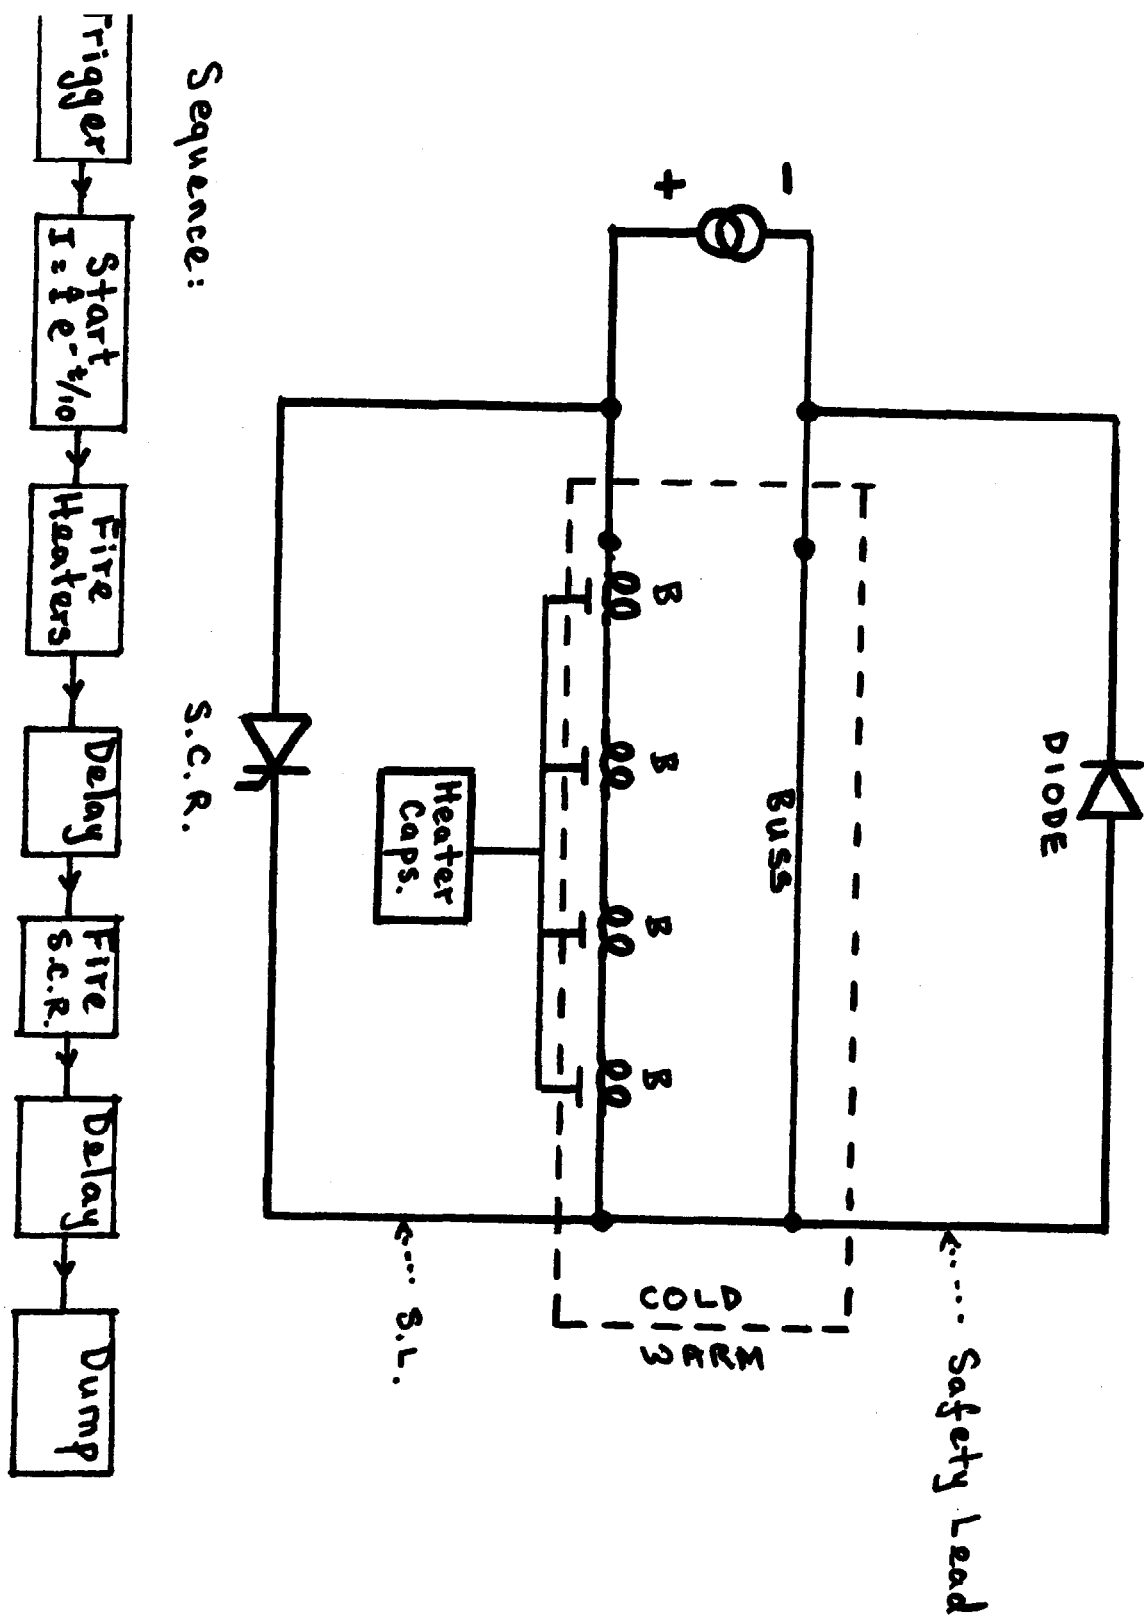 DIODE
Safety Lead
-
+
Buss
B
B
B
B
COLD
WARM
Heater
Caps.
S.L.
S.C.R.
Sequence:
Trigger
Start
I = Î e^-t/10
Fire
Heaters
Delay
Fire
S.C.R.
Delay
Dump